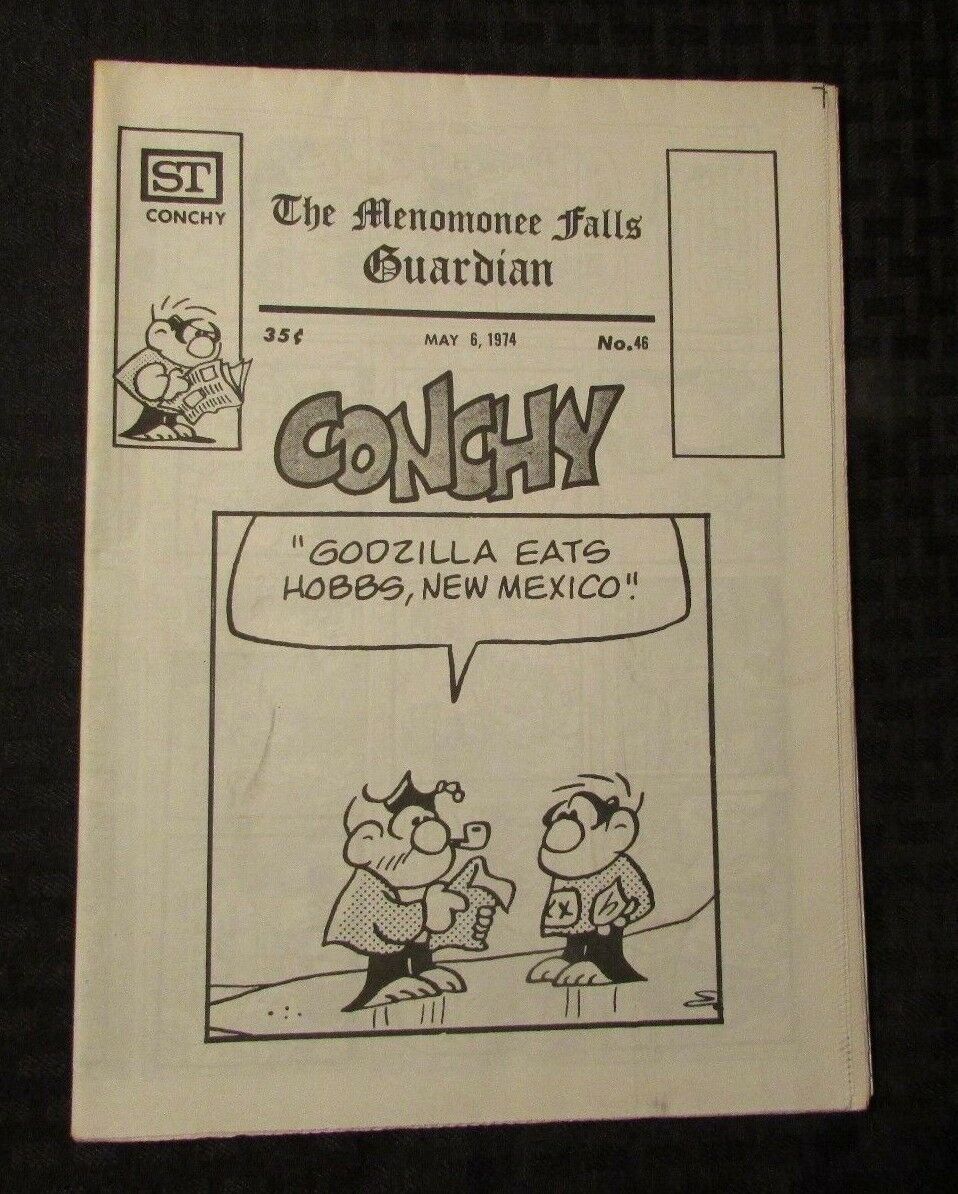 ST
CONCHY
The Menomonee Falls
Guardian
35¢ MAY 6, 1974 No.46
CONCHY
"GODZILLA EATS
HOBBS, NEW MEXICO".